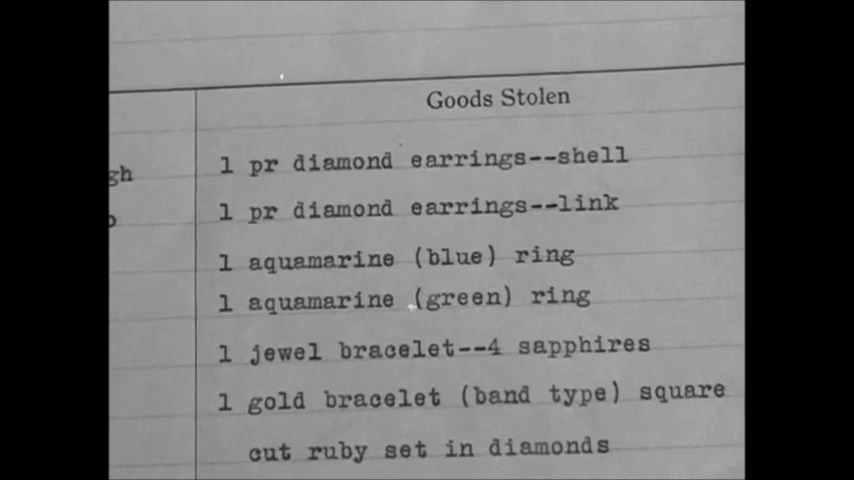 Goods Stolen
gh
1 pr diamond earrings--shell
1 pr diamond earrings--link
1 aquamarine (blue) ring
1 aquamarine (green) ring
1 jewel bracelet--4 sapphires
1 gold bracelet (band type) square
cut ruby set in diamonds